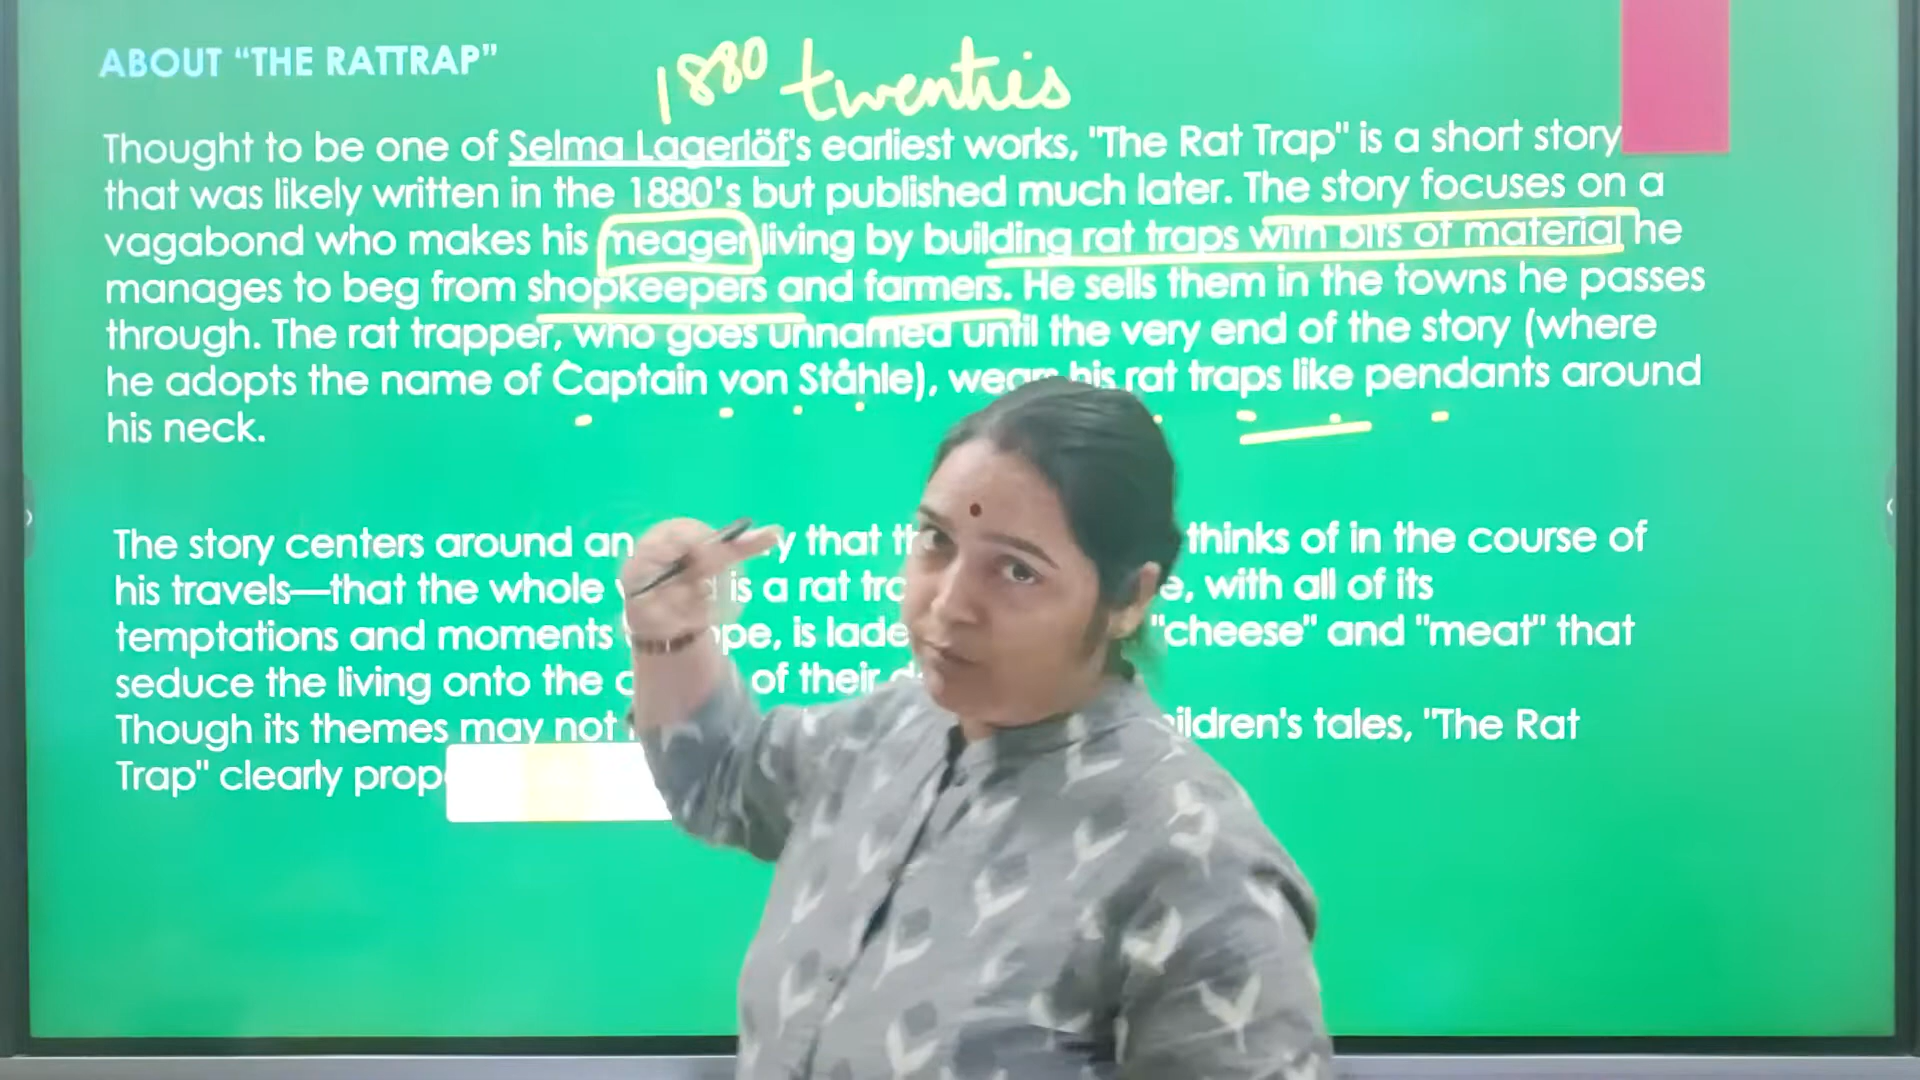 ABOUT “THE RATTRAP”
1880 twenties
Thought to be one of Selma Lagerlöf's earliest works, "The Rat Trap" is a short story
that was likely written in the 1880’s but published much later. The story focuses on a
vagabond who makes his meager living by building rat traps with bits of material he
manages to beg from shopkeepers and farmers. He sells them in the towns he passes
through. The rat trapper, who goes unnamed until the very end of the story (where
he adopts the name of Captain von Ståhle), wears his rat traps like pendants around
his neck.
The story centers around an that thinks of in the course of
his travels—that the whole is a rat with all of its
temptations and moments "cheese" and "meat" that
seduce the living onto the of their
Though its themes may not children's tales, "The Rat
Trap" clearly